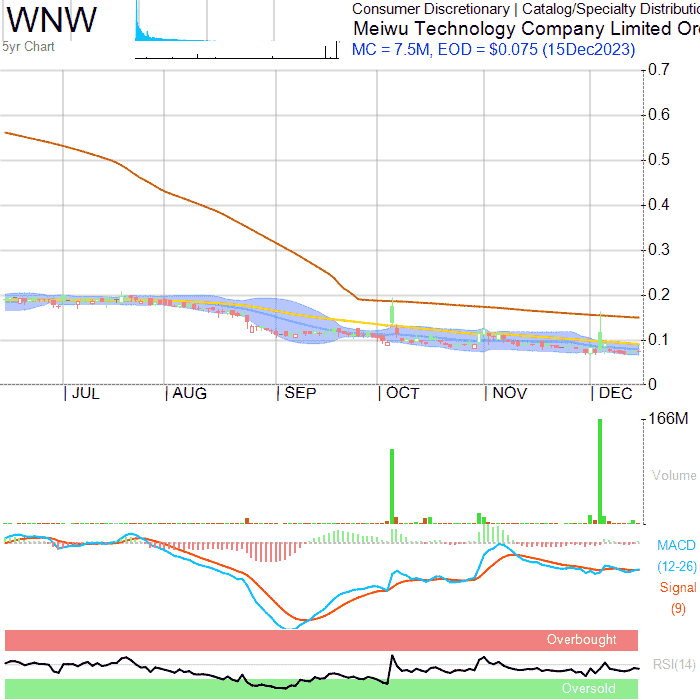 WNW
Consumer Discretionary | Catalog/Specialty Distributio
Meiwu Technology Company Limited Or
5yr Chart
MC = 7.5M, EOD = $0.075 (15Dec2023)
0.7
0.6
0.5
0.4
0.3
0.2
0.1
0
JUL
AUG
SEP
OCT
NOV
DEC
166M
Volume
MACD
(12-26)
Signal
(9)
Overbought
RSI(14)
Oversold